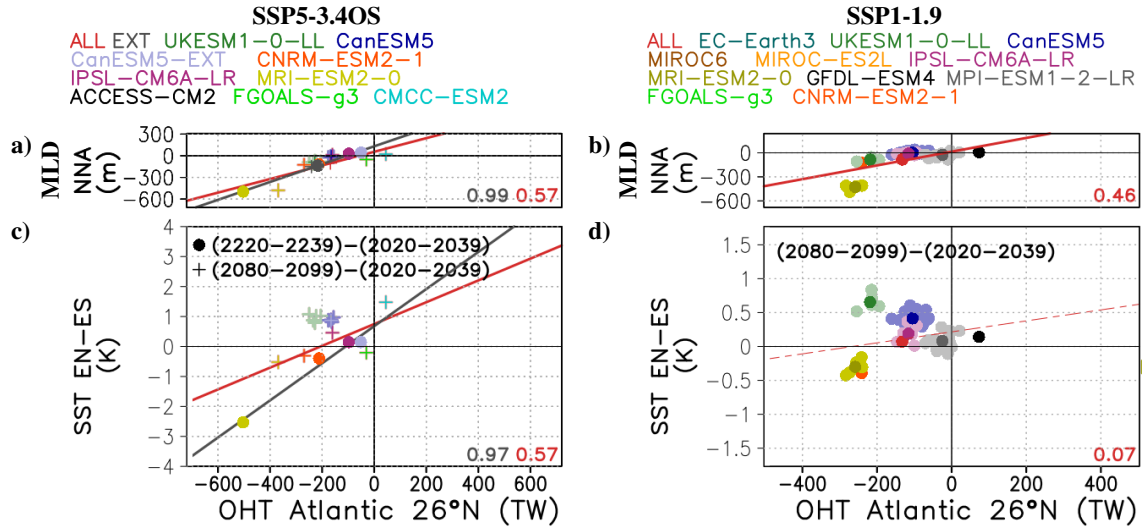 SSP5-3.4OS
ALL EXT UKESM1-0-LL CanESM5
CanESM5-EXT CNRM-ESM2-1
IPSL-CM6A-LR MRI-ESM2-0
ACCESS-CM2 FGOALS-g3 CMCC-ESM2
SSP1-1.9
ALL EC-Earth3 UKESM1-0-LL CanESM5
MIROC6 MIROC-ES2L IPSL-CM6A-LR
MRI-ESM2-0 GFDL-ESM4 MPI-ESM1-2-LR
FGOALS-g3 CNRM-ESM2-1
a)
MLD
NNA
(m)
300
0
-300
-600
0.99 0.57
b)
MLD
NNA
(m)
0
-300
-600
0.46
c)
SST EN-ES
(K)
4
3
2
1
0
-1
-2
-3
-4
(2220-2239)-(2020-2039)
(2080-2099)-(2020-2039)
0.97 0.57
-600 -400 -200 0 200 400 600
OHT Atlantic 26°N (TW)
d)
SST EN-ES
(K)
1.5
1
0.5
0
-0.5
-1
-1.5
(2080-2099)-(2020-2039)
0.07
-400 -200 0 200 400
OHT Atlantic 26°N (TW)